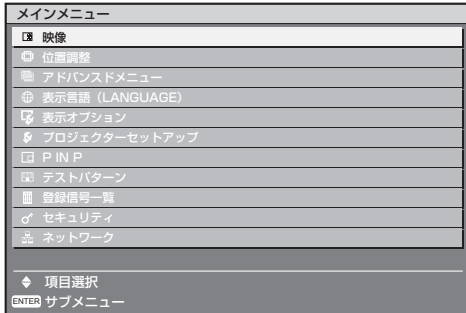 メインメニュー
映像
位置調整
アドバンスドメニュー
表示言語（LANGUAGE）
表示オプション
プロジェクターセットアップ
P IN P
テストパターン
登録信号一覧
セキュリティ
ネットワーク
項目選択
ENTER サブメニュー